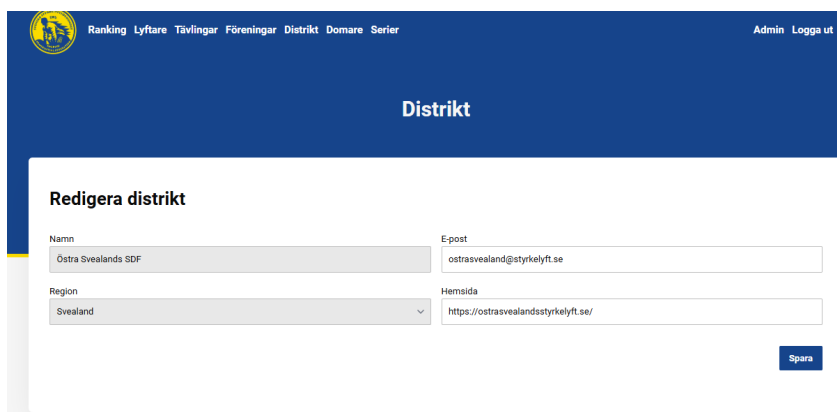 Ranking Lyftare Tävlingar Föreningar Distrikt Domare Serier Admin Logga ut
Distrikt
Redigera distrikt
Namn E-post
Östra Svealands SDF ostrasvealand@styrkelyft.se
Region Hemsida
Svealand https://ostrasvealandsstyrkelyft.se/
Spara